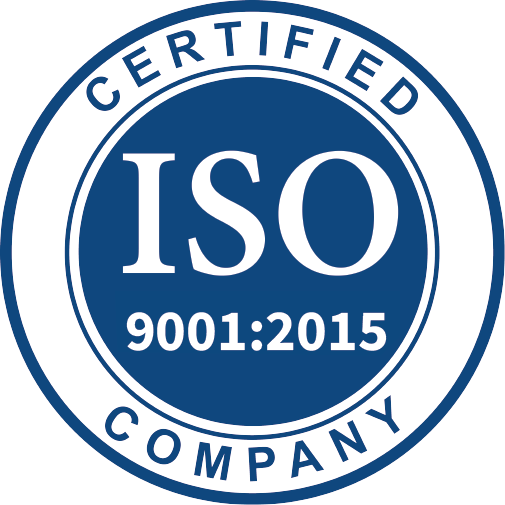 CERTIFIED
ISO
9001:2015
COMPANY